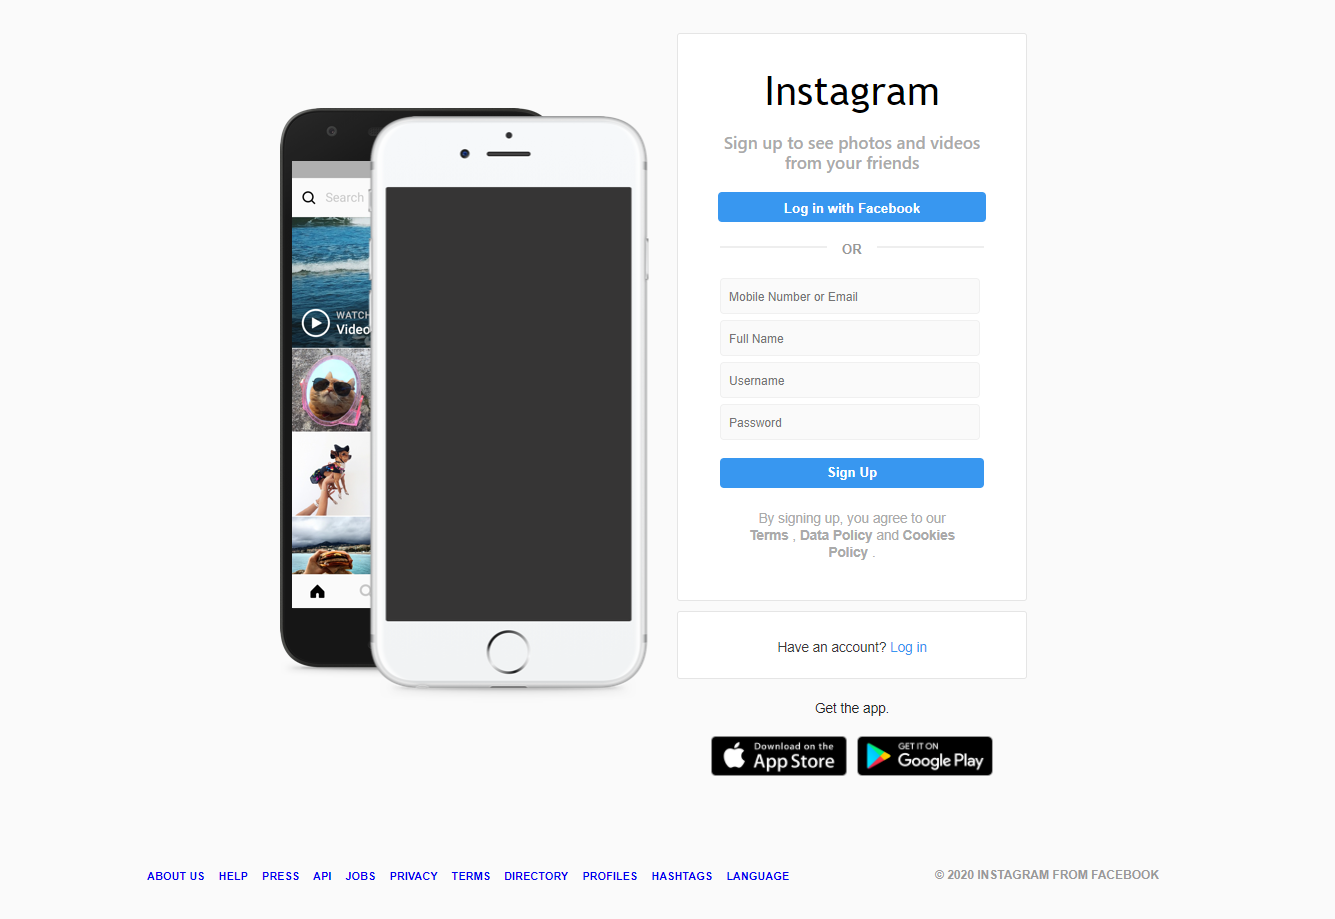 Search
WATCH
Video
Instagram
Sign up to see photos and videos
from your friends
Log in with Facebook
OR
Mobile Number or Email
Full Name
Username
Password
Sign Up
By signing up, you agree to our
Terms , Data Policy and Cookies
Policy .
Have an account? Log in
Get the app.
Download on the
App Store
GET IT ON
Google Play
ABOUT US HELP PRESS API JOBS PRIVACY TERMS DIRECTORY PROFILES HASHTAGS LANGUAGE
© 2020 INSTAGRAM FROM FACEBOOK